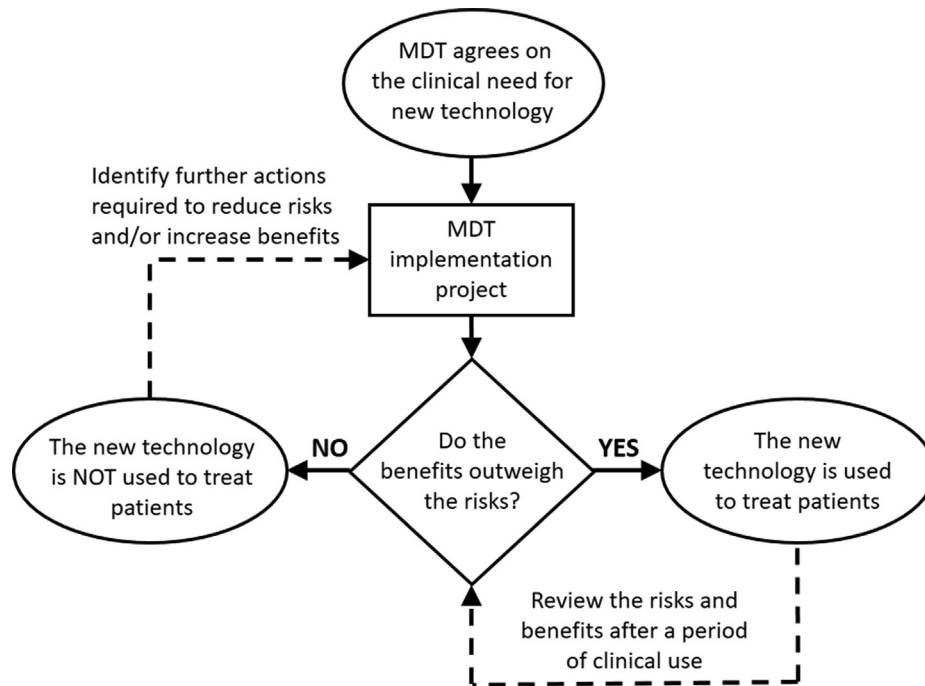 MDT agrees on
the clinical need for
new technology
Identify further actions
required to reduce risks
and/or increase benefits
MDT
implementation
project
The new technology
is NOT used to treat
patients
NO
Do the
benefits outweigh
the risks?
YES
The new
technology is used
to treat patients
Review the risks and
benefits after a period
of clinical use